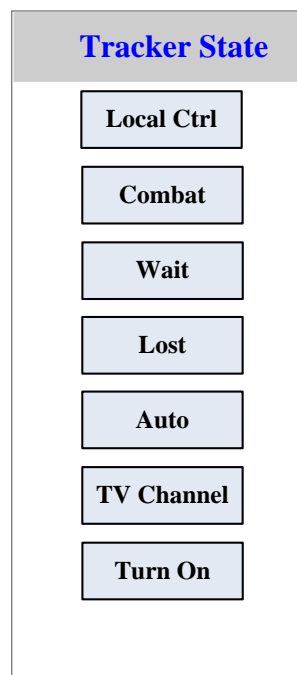 Tracker State
Local Ctrl
Combat
Wait
Lost
Auto
TV Channel
Turn On